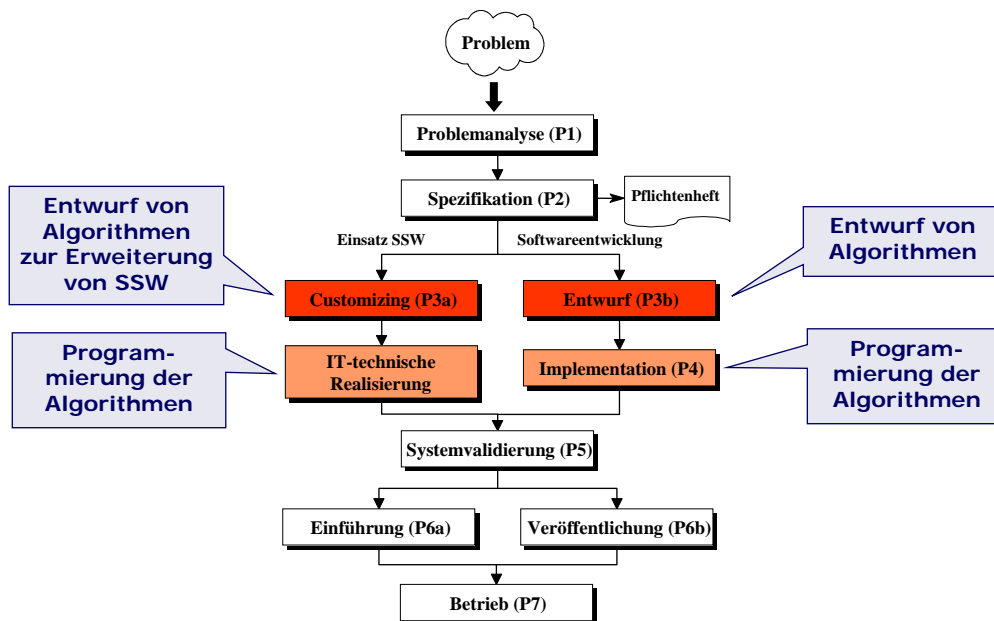 Problem
Problemanalyse (P1)
Spezifikation (P2)
Pflichtenheft
Entwurf von
Algorithmen
zur Erweiterung
von SSW
Einsatz SSW
Softwareentwicklung
Entwurf von
Algorithmen
Customizing (P3a)
Entwurf (P3b)
Program-
mierung der
Algorithmen
IT-technische
Realisierung
Implementation (P4)
Program-
mierung der
Algorithmen
Systemvalidierung (P5)
Einführung (P6a)
Veröffentlichung (P6b)
Betrieb (P7)